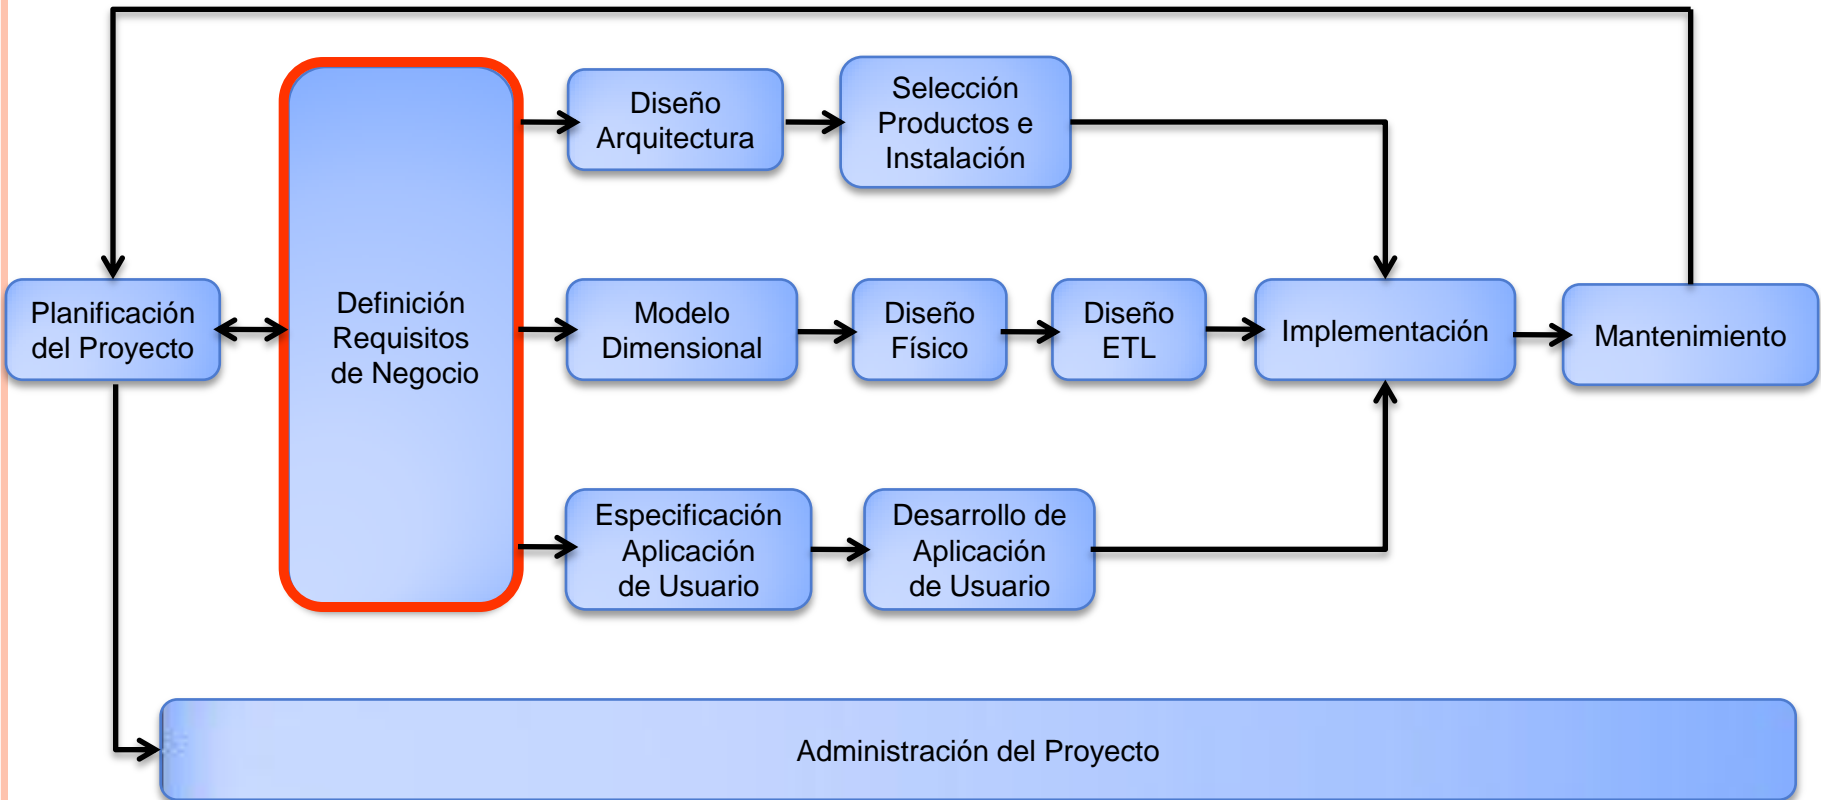 Diseño
Arquitectura
Selección
Productos e
Instalación
Planificación
del Proyecto
Definición
Requisitos
de Negocio
Modelo
Dimensional
Diseño
Físico
Diseño
ETL
Implementación
Mantenimiento
Especificación
Aplicación
de Usuario
Desarrollo de
Aplicación
de Usuario
Administración del Proyecto